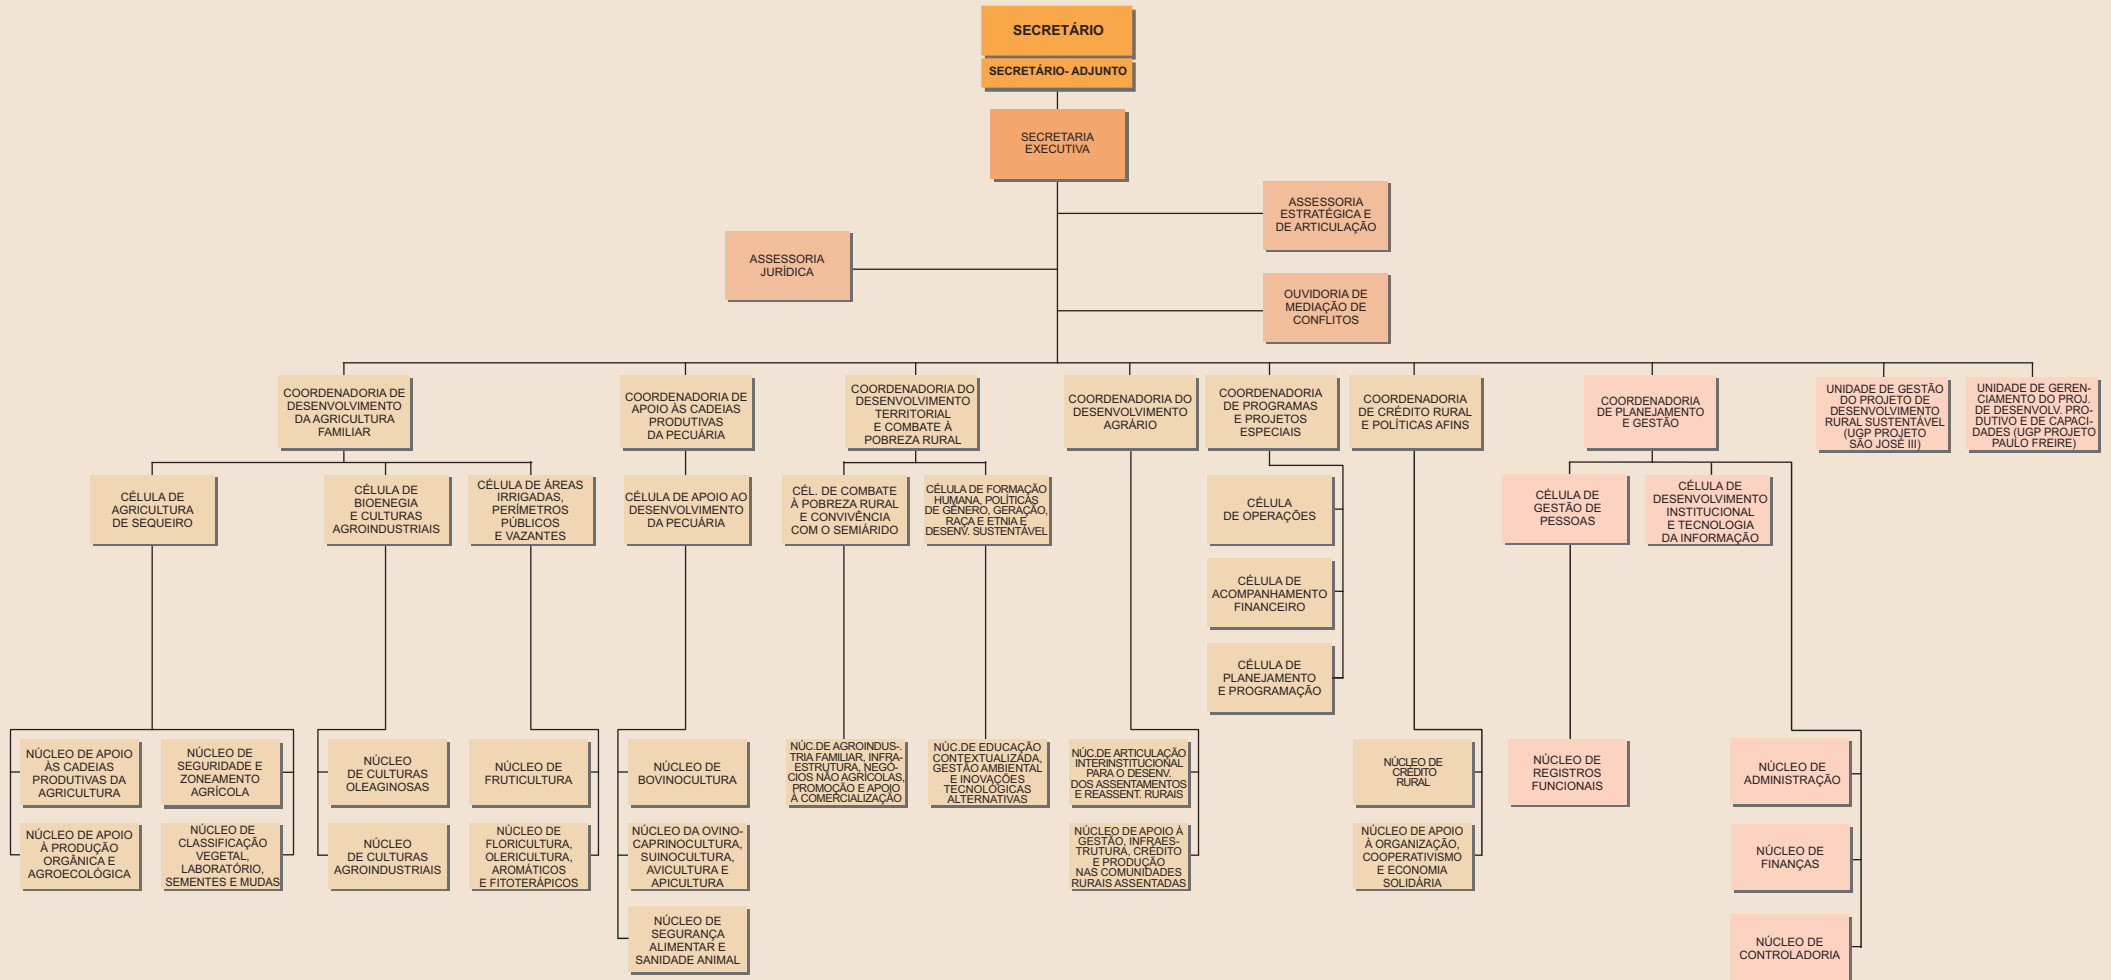 SECRETÁRIO
SECRETÁRIO- ADJUNTO
SECRETARIA
EXECUTIVA
ASSESSORIA
ESTRATÉGICA E
DE ARTICULAÇÃO
ASSESSORIA
JURÍDICA
OUVIDORIA DE
MEDIAÇÃO DE
CONFLITOS
COORDENADORIA DE
DESENVOLVIMENTO
DA AGRICULTURA
FAMILIAR
COORDENADORIA DE
APOIO ÀS CADEIAS
PRODUTIVAS
DA PECUÁRIA
COORDENADORIA DO
DESENVOLVIMENTO
TERRITORIAL
E COMBATE À
POBREZA RURAL
COORDENADORIA DO
DESENVOLVIMENTO
AGRÁRIO
COORDENADORIA
DE PROGRAMAS
E PROJETOS
ESPECIAIS
COORDENADORIA
DE CRÉDITO RURAL
E POLÍTICAS AFINS
COORDENADORIA
DE PLANEJAMENTO
E GESTÃO
UNIDADE DE GESTÃO
DO PROJETO DE
DESENVOLVIMENTO
RURAL SUSTENTÁVEL
(UGP PROJETO
SÃO JOSÉ III)
UNIDADE DE GEREN-
CIAMENTO DO PROJ.
DE DESENVOLV. PRO-
DUTIVO E DE CAPACI-
DADES (UGP PROJETO
PAULO FREIRE)
CÉLULA DE
AGRICULTURA
DE SEQUEIRO
CÉLULA DE
BIOENEGIA
E CULTURAS
AGROINDUSTRIAIS
CÉLULA DE ÁREAS
IRRIGADAS,
PERÍMETROS
PÚBLICOS
E VAZANTES
CÉLULA DE APOIO AO
DESENVOLVIMENTO
DA PECUÁRIA
CÉL. DE COMBATE
À POBREZA RURAL
E CONVIVÊNCIA
COM O SEMIÁRIDO
CÉLULA DE FORMAÇÃO
HUMANA, POLÍTICAS
DE GÊNERO, GERAÇÃO,
RAÇA E ETNIA E
DESENV. SUSTENTÁVEL
CÉLULA
DE OPERAÇÕES
CÉLULA DE
ACOMPANHAMENTO
FINANCEIRO
CÉLULA DE
PLANEJAMENTO
E PROGRAMAÇÃO
CÉLULA DE
GESTÃO DE
PESSOAS
CÉLULA DE
DESENVOLVIMENTO
INSTITUCIONAL
E TECNOLOGIA
DA INFORMAÇÃO
NÚCLEO DE APOIO
ÀS CADEIAS
PRODUTIVAS DA
AGRICULTURA
NÚCLEO DE
SEGURIDADE E
ZONEAMENTO
AGRÍCOLA
NÚCLEO
DE CULTURAS
OLEAGINOSAS
NÚCLEO DE
FRUTICULTURA
NÚCLEO DE
BOVINOCULTURA
NÚC.DE AGROINDUS-.
TRIA FAMILIAR, INFRA-
ESTRUTURA, NEGÓ-
CIOS NÃO AGRÍCOLAS,
PROMOÇÃO E APOIO
À COMERCIALIZAÇÃO
NÚC.DE EDUCAÇÃO
CONTEXTUALIZADA,
GESTÃO AMBIENTAL
E INOVAÇÕES
TECNOLÓGICAS
ALTERNATIVAS
NÚC.DE ARTICULAÇÃO
INTERINSTITUCIONAL
PARA O DESENV.
DOS ASSENTAMENTOS
E REASSENT. RURAIS
NÚCLEO DE
CRÉDITO
RURAL
NÚCLEO DE
REGISTROS
FUNCIONAIS
NÚCLEO DE
ADMINISTRAÇÃO
NÚCLEO DE APOIO
À PRODUÇÃO
ORGÂNICA E
AGROECOLÓGICA
NÚCLEO DE
CLASSIFICAÇÃO
VEGETAL,
LABORATÓRIO,
SEMENTES E MUDAS
NÚCLEO
DE CULTURAS
AGROINDUSTRIAIS
NÚCLEO DE
FLORICULTURA,
OLERICULTURA,
AROMÁTICOS
E FITOTERÁPICOS
NÚCLEO DA OVINO-
CAPRINOCULTURA,
SUINOCULTURA,
AVICULTURA E
APICULTURA
NÚCLEO DE APOIO À
GESTÃO, INFRAES-
TRUTURA, CRÉDITO
E PRODUÇÃO
NAS COMUNIDADES
RURAIS ASSENTADAS
NÚCLEO DE APOIO
À ORGANIZAÇÃO,
COOPERATIVISMO
E ECONOMIA
SOLIDÁRIA
NÚCLEO DE
FINANÇAS
NÚCLEO DE
SEGURANÇA
ALIMENTAR E
SANIDADE ANIMAL
NÚCLEO DE
CONTROLADORIA